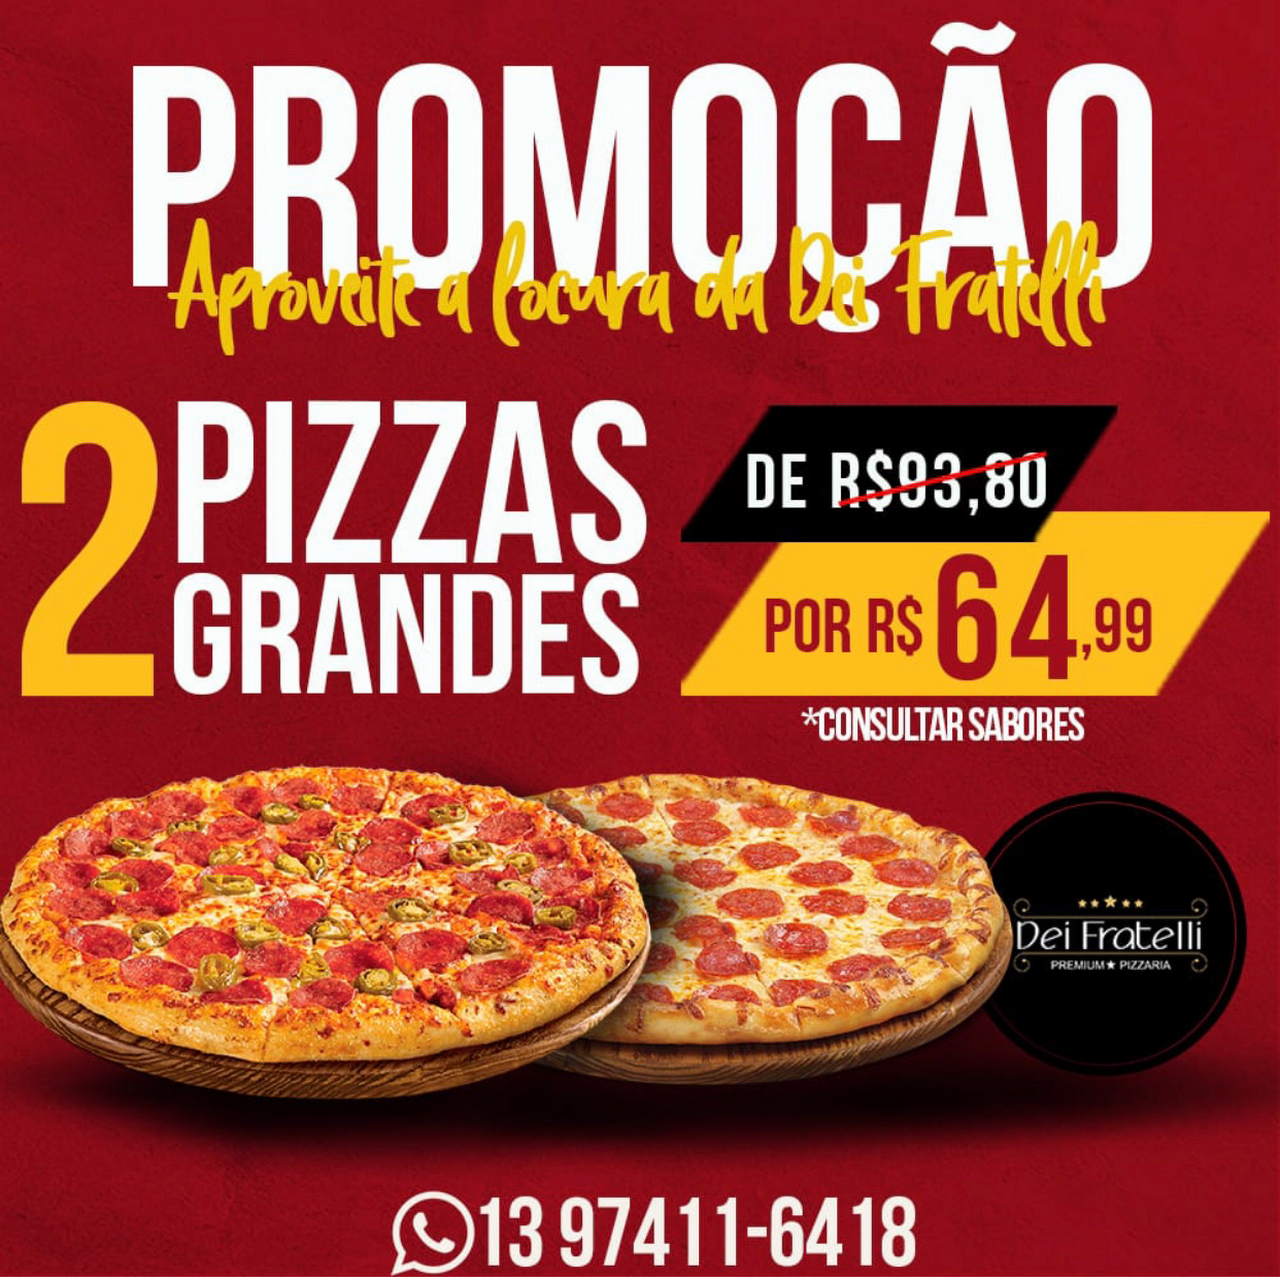 PROMOÇÃO
Aproveite a locura da Dei Fratelli
2 PIZZAS
GRANDES
DE R$93,80
POR R$64,99
*CONSULTAR SABORES
Dei Fratelli
PREMIUM★PIZZARIA
13 97411-6418